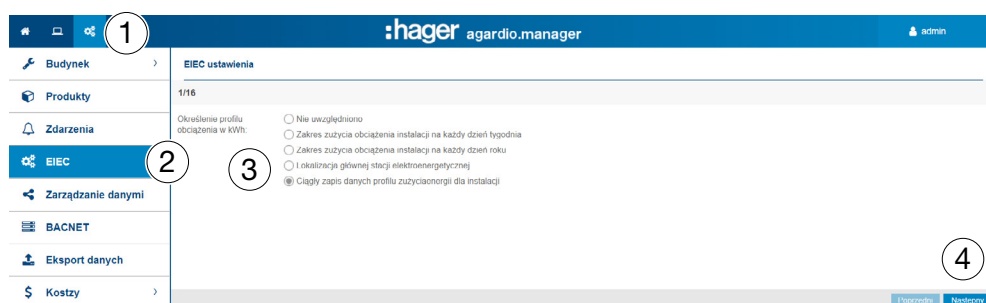 1
:hager agardio.manager
admin
Budynek
EIEC ustawienia
Produkty
1/16
Zdarzenia
Określenie profilu
obciążenia w kWh:
Nie uwzględniono
Zakres zużycia obciążenia instalacji na każdy dzień tygodnia
Zakres zużycia obciążenia instalacji na każdy dzień roku
Lokalizacja głównej stacji elektroenergetycznej
Ciągły zapis danych profilu zużyciaonorgii dla instalacji
EIEC
2
3
Zarządzanie danymi
BACNET
Eksport danych
4
$ Kostzy
Poprzedni
Następny